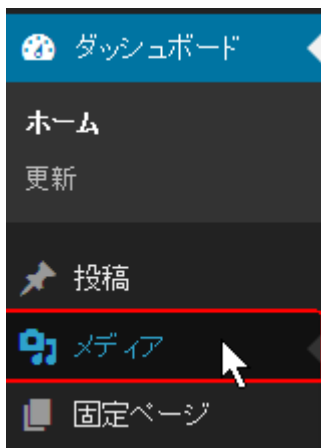 ダッシュボード
ホーム
更新
投稿
メディア
固定ページ